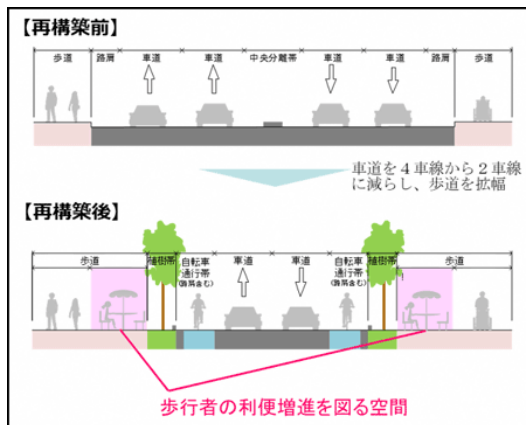 【再構築前】
歩道 路肩 車道 車道 中央分離帯 車道 車道 路肩 歩道
車道を4車線から2車線
に減らし、歩道を拡幅
【再構築後】
歩道 植樹帯 自転車 車道 車道 自転車 植樹帯 歩道
通行帯 通行帯
(路肩含む) (路肩含む)
歩行者の利便増進を図る空間